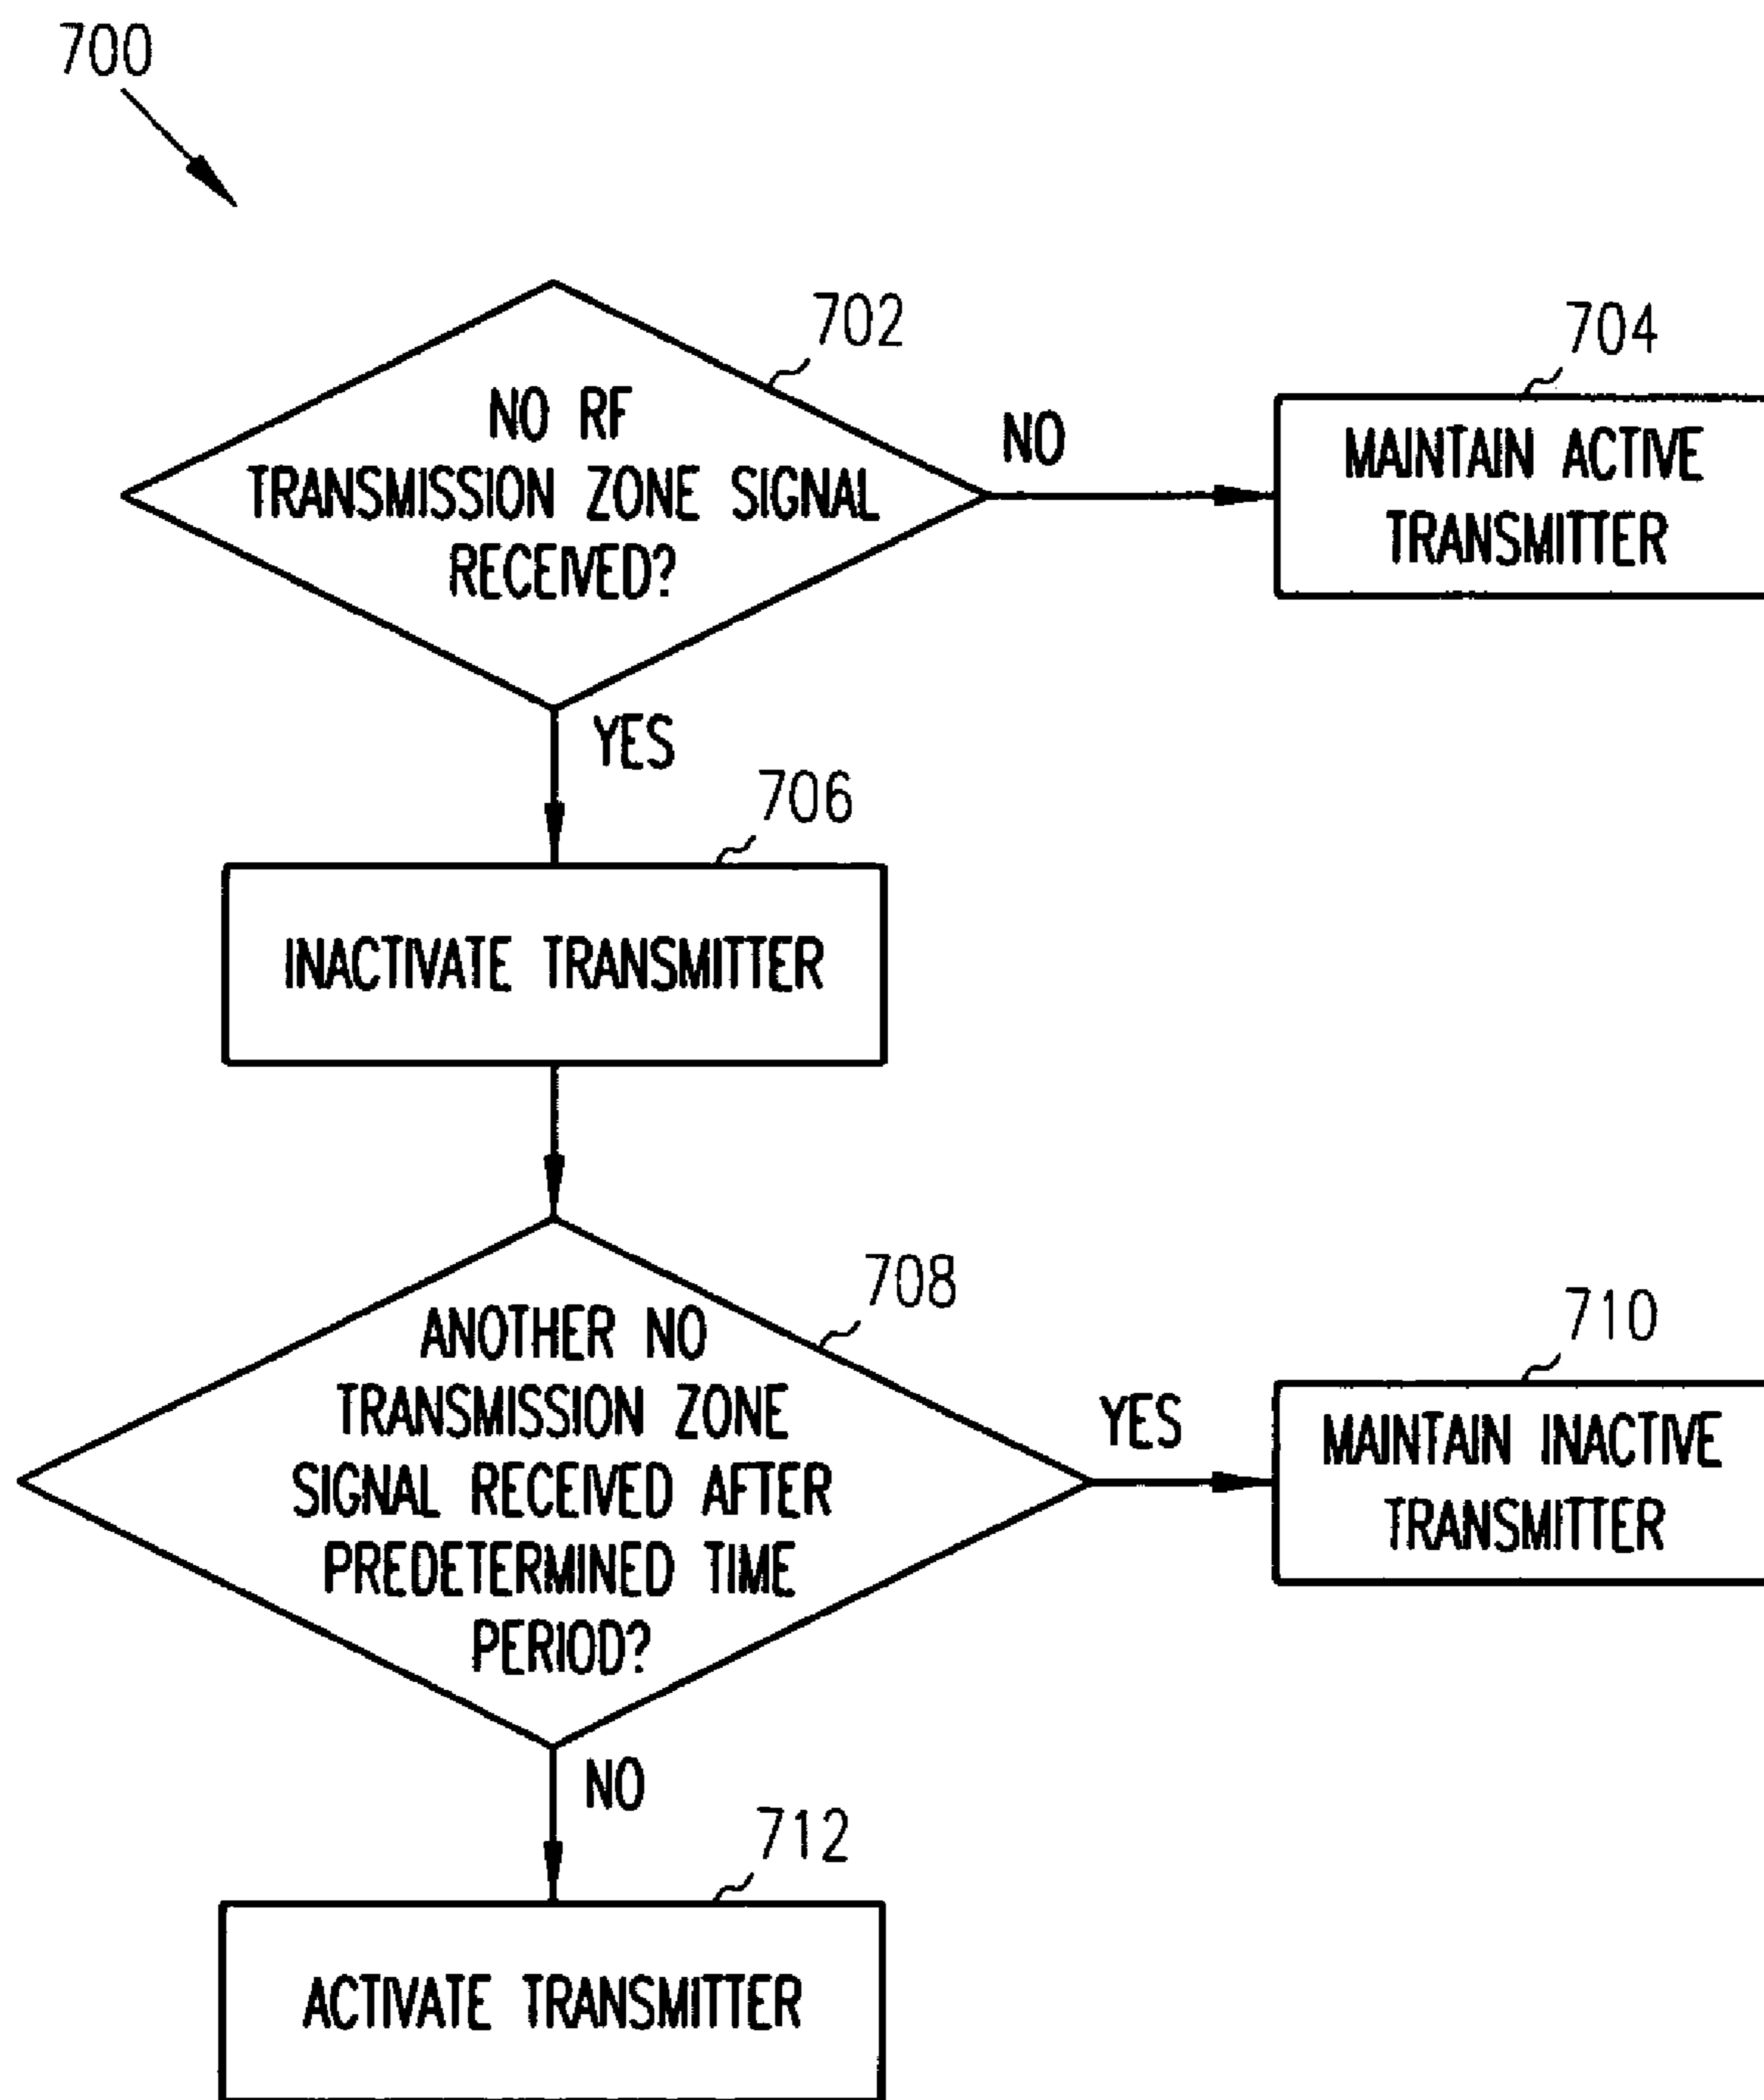 700
702
NO RF
TRANSMISSION ZONE SIGNAL
RECEIVED?
NO
704
MAINTAIN ACTIVE
TRANSMITTER
YES
706
INACTIVATE TRANSMITTER
708
ANOTHER NO
TRANSMISSION ZONE
SIGNAL RECEIVED AFTER
PREDETERMINED TIME
PERIOD?
YES
710
MAINTAIN INACTIVE
TRANSMITTER
NO
712
ACTIVATE TRANSMITTER